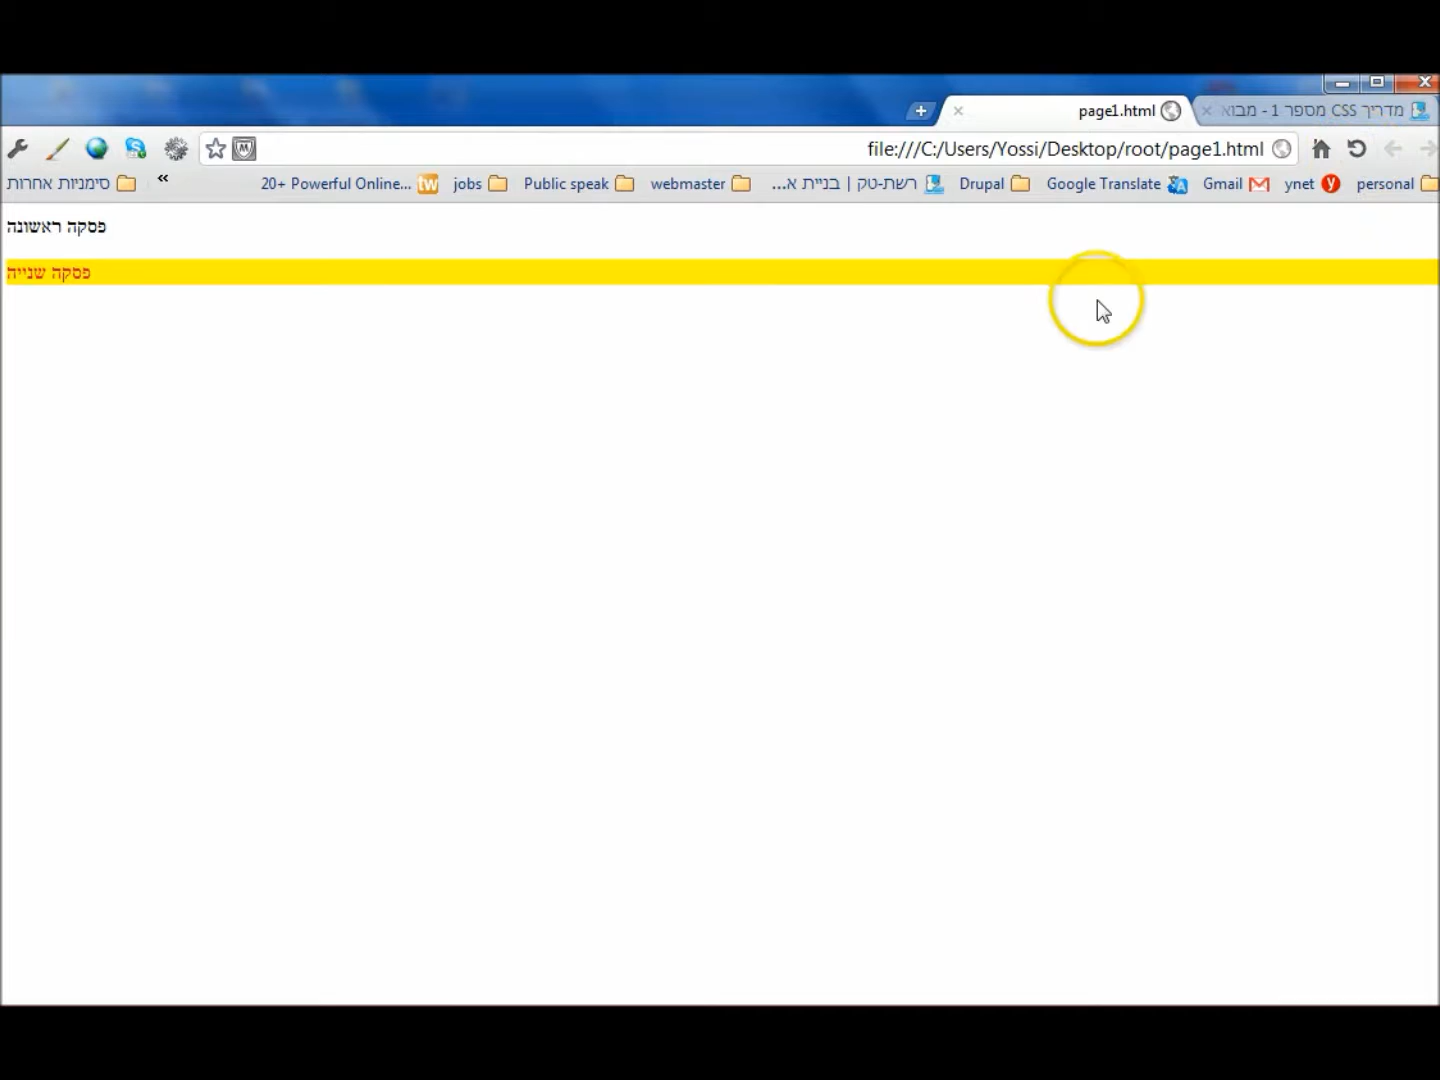 מדריך CSS מספר 1 - מבוא
page1.html
file:///C:/Users/Yossi/Desktop/root/page1.html
personal
ynet
Gmail
Google Translate
Drupal
רשת-טק | בניית א...
webmaster
Public speak
jobs
20+ Powerful Online...
«
סימניות אחרות
פסקה ראשונה
פסקה שנייה